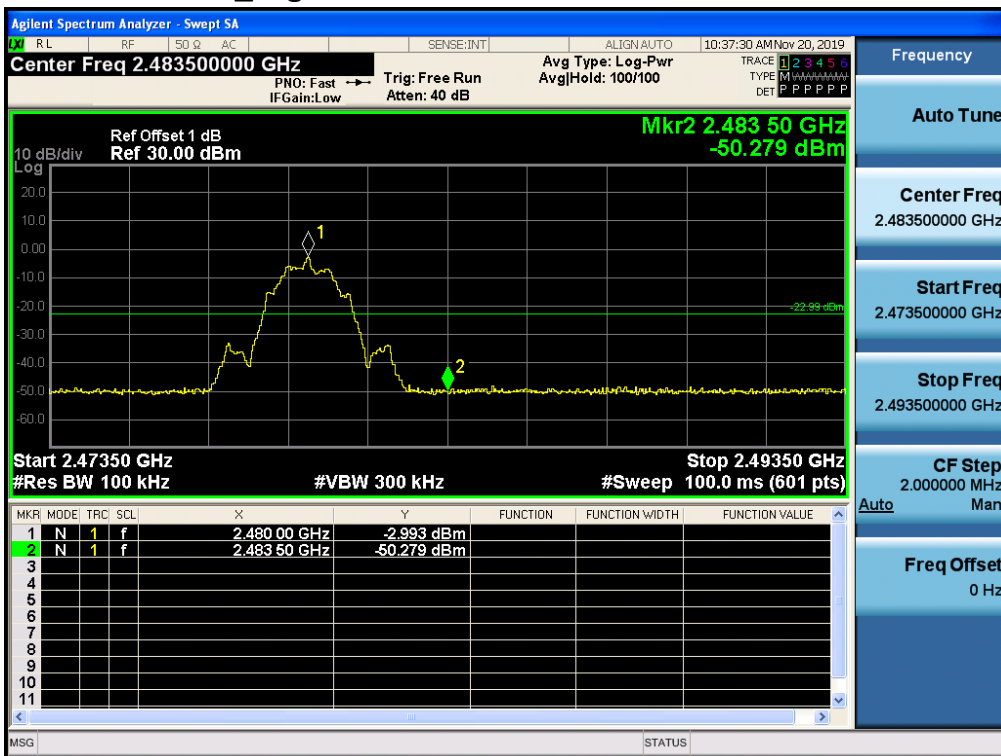 Agilent Spectrum Analyzer - Swept SA
LXI RL RF 50 Ω AC SENSE:INT ALIGN AUTO 10:37:30 AM Nov 20, 2019
Center Freq 2.483500000 GHz
PNO: Fast
IFGain:Low
Trig: Free Run
Atten: 40 dB
Avg Type: Log-Pwr
Avg|Hold: 100/100
TRACE 1 2 3 4 5 6
TYPE M
DET P P P P P P
Ref Offset 1 dB
10 dB/div Ref 30.00 dBm
Log
Mkr2 2.483 50 GHz
-50.279 dBm
20.0
10.0
0.00
-10.0
-20.0
-30.0
-40.0
-50.0
-60.0
1
2
-22.99 dBm
Start 2.47350 GHz Stop 2.49350 GHz
#Res BW 100 kHz #VBW 300 kHz #Sweep 100.0 ms (601 pts)
MKR MODE TRC SCL X Y FUNCTION FUNCTION WIDTH FUNCTION VALUE
1 N 1 f 2.480 00 GHz -2.993 dBm
2 N 1 f 2.483 50 GHz -50.279 dBm
3
4
5
6
7
8
9
10
11
MSG STATUS
Frequency
Auto Tune
Center Freq
2.483500000 GHz
Start Freq
2.473500000 GHz
Stop Freq
2.493500000 GHz
CF Step
2.000000 MHz
Auto Man
Freq Offset
0 Hz